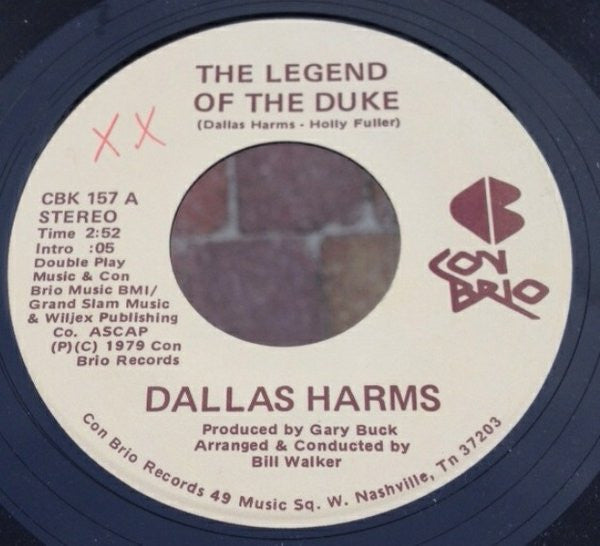 THE LEGEND
OF THE DUKE
(Dallas Harms - Holly Fuller)
XX
CBK 157 A
STEREO
Time 2:52
Intro :05
Double Play
Music & Con
Brio Music BMI/
Grand Slam Music
& Wiljex Publishing
Co. ASCAP
(P)(C) 1979 Con
Brio Records
CB
CON
BRIO
DALLAS HARMS
Produced by Gary Buck
Arranged & Conducted by
Bill Walker
Con Brio Records 49 Music Sq. W. Nashville, Tn 37203